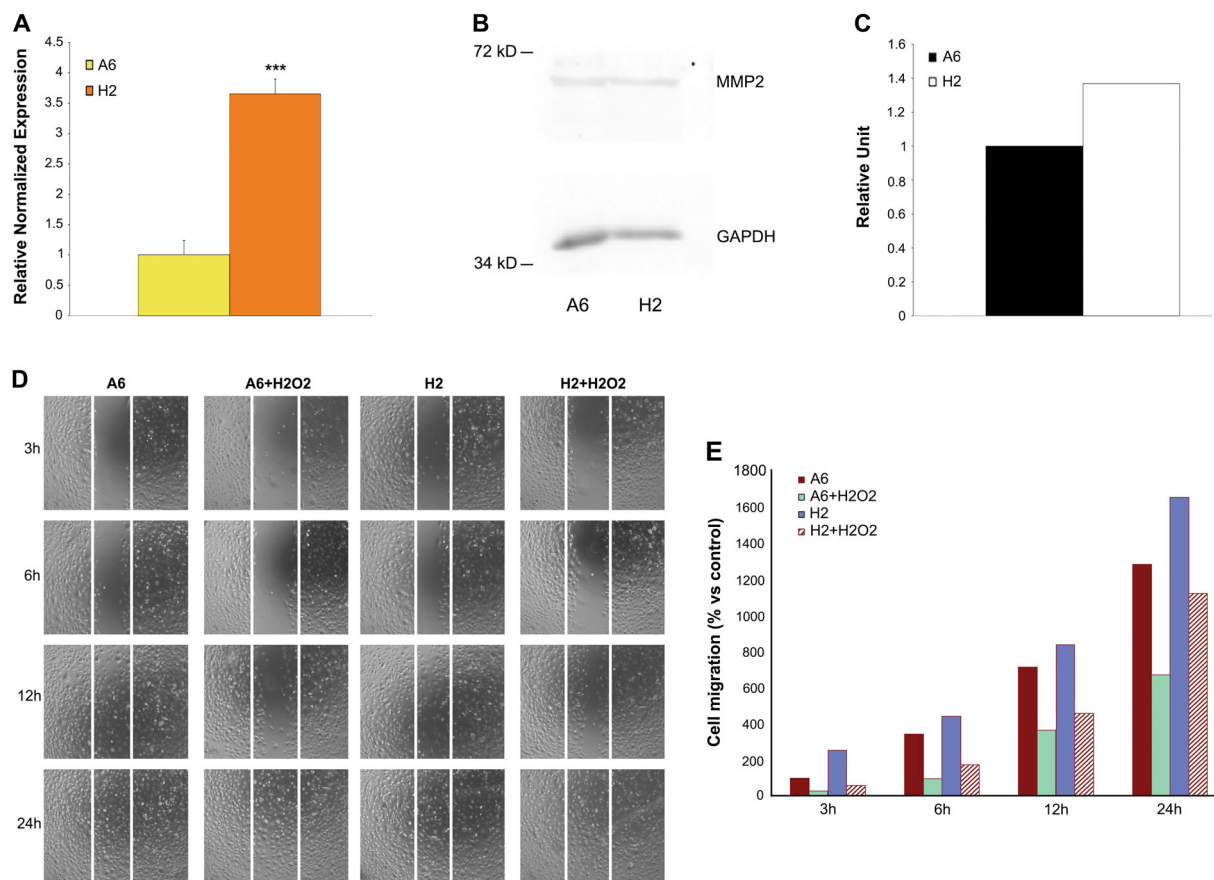 A
Relative Normalized Expression
4.5
4
3.5
3
2.5
2
1.5
1
0.5
0
A6
H2
***
B
72 kD
MMP2
GAPDH
34 kD
A6 H2
C
Relative Unit
1.6
1.4
1.2
1
0.8
0.6
0.4
0.2
0
A6
H2
D
A6 A6+H2O2 H2 H2+H2O2
3h
6h
12h
24h
E
Cell migration (% vs control)
1800
1600
1400
1200
1000
800
600
400
200
0
A6
A6+H2O2
H2
H2+H2O2
3h 6h 12h 24h